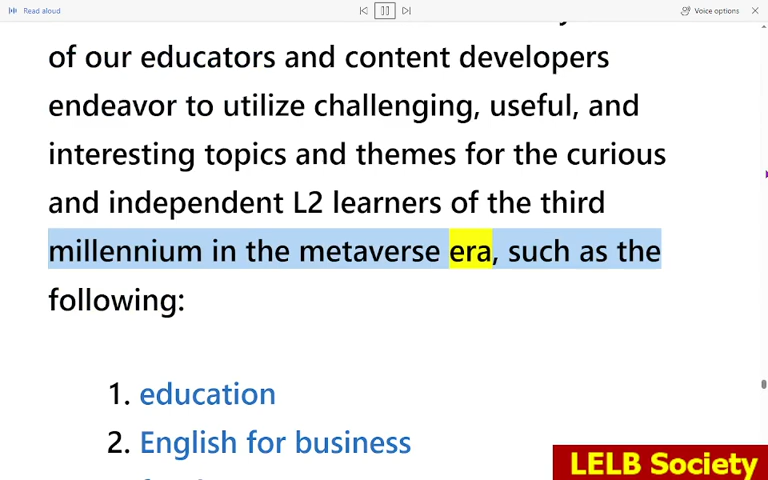 Read aloud
Voice options
of our educators and content developers
endeavor to utilize challenging, useful, and
interesting topics and themes for the curious
and independent L2 learners of the third
millennium in the metaverse era, such as the
following:
1. education
2. English for business
LELB Society